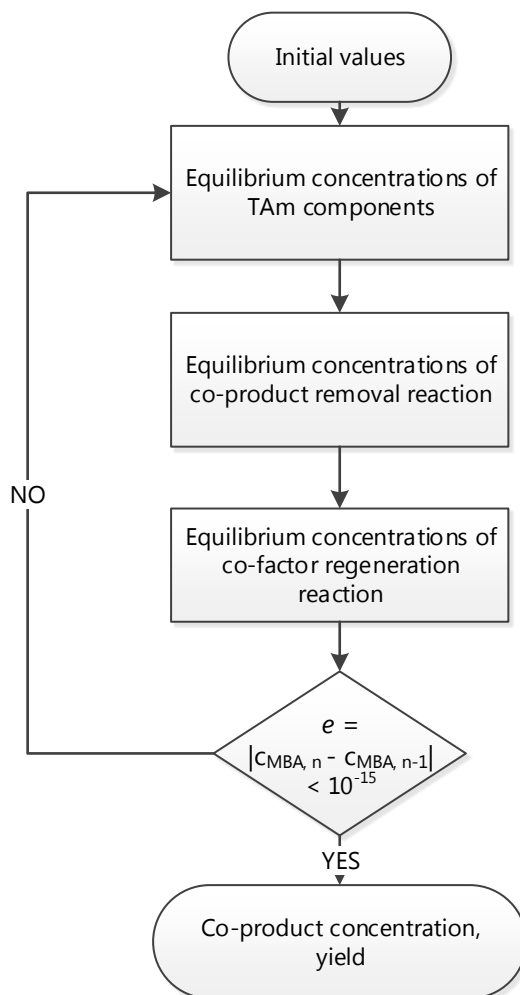 Initial values
Equilibrium concentrations of
TAm components
Equilibrium concentrations of
co-product removal reaction
NO
Equilibrium concentrations of
co-factor regeneration
reaction
e =
|cMBA, n - cMBA, n-1|
< 10-15
YES
Co-product concentration,
yield